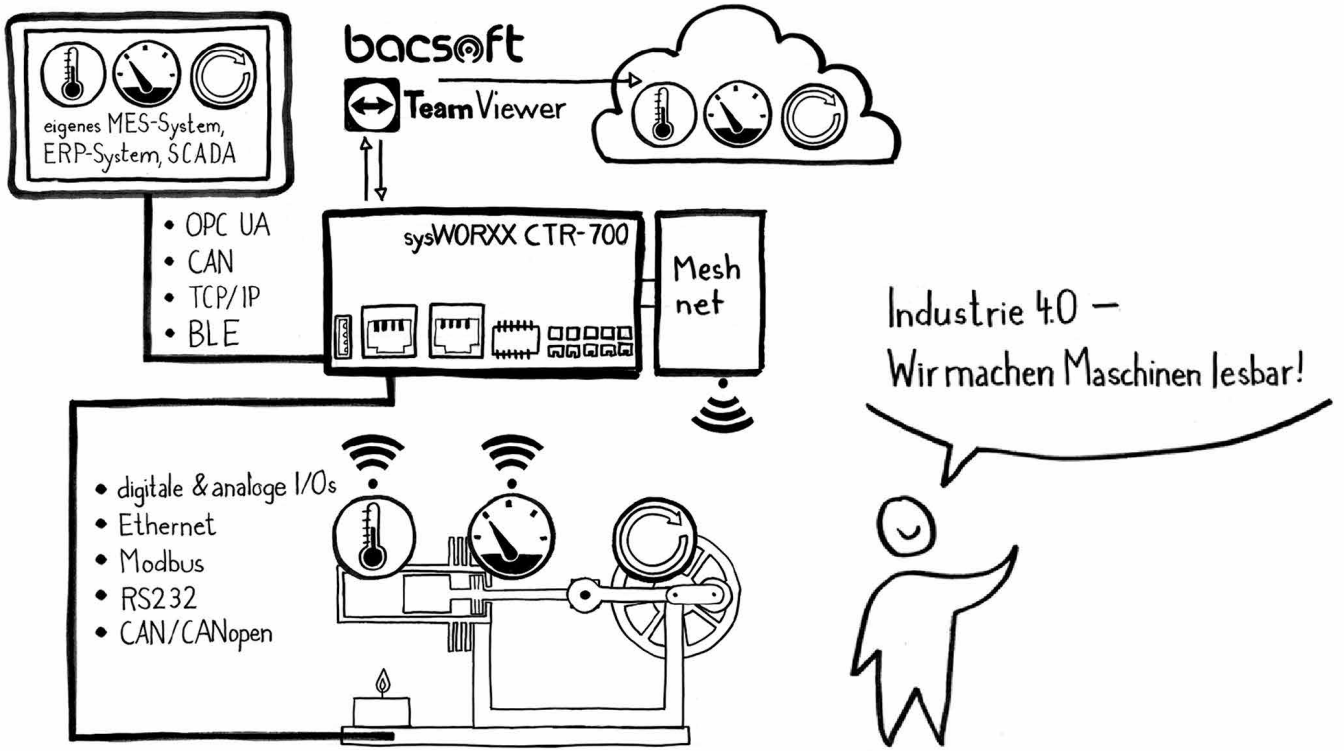 bacsoft
TeamViewer
eigenes MES-System,
ERP-System, SCADA
• OPC UA
• CAN
• TCP/IP
• BLE
sysWORXX CTR-700
Mesh
net
Industrie 4.0 –
Wir machen Maschinen lesbar!
• digitale & analoge I/Os
• Ethernet
• Modbus
• RS232
• CAN/CANopen